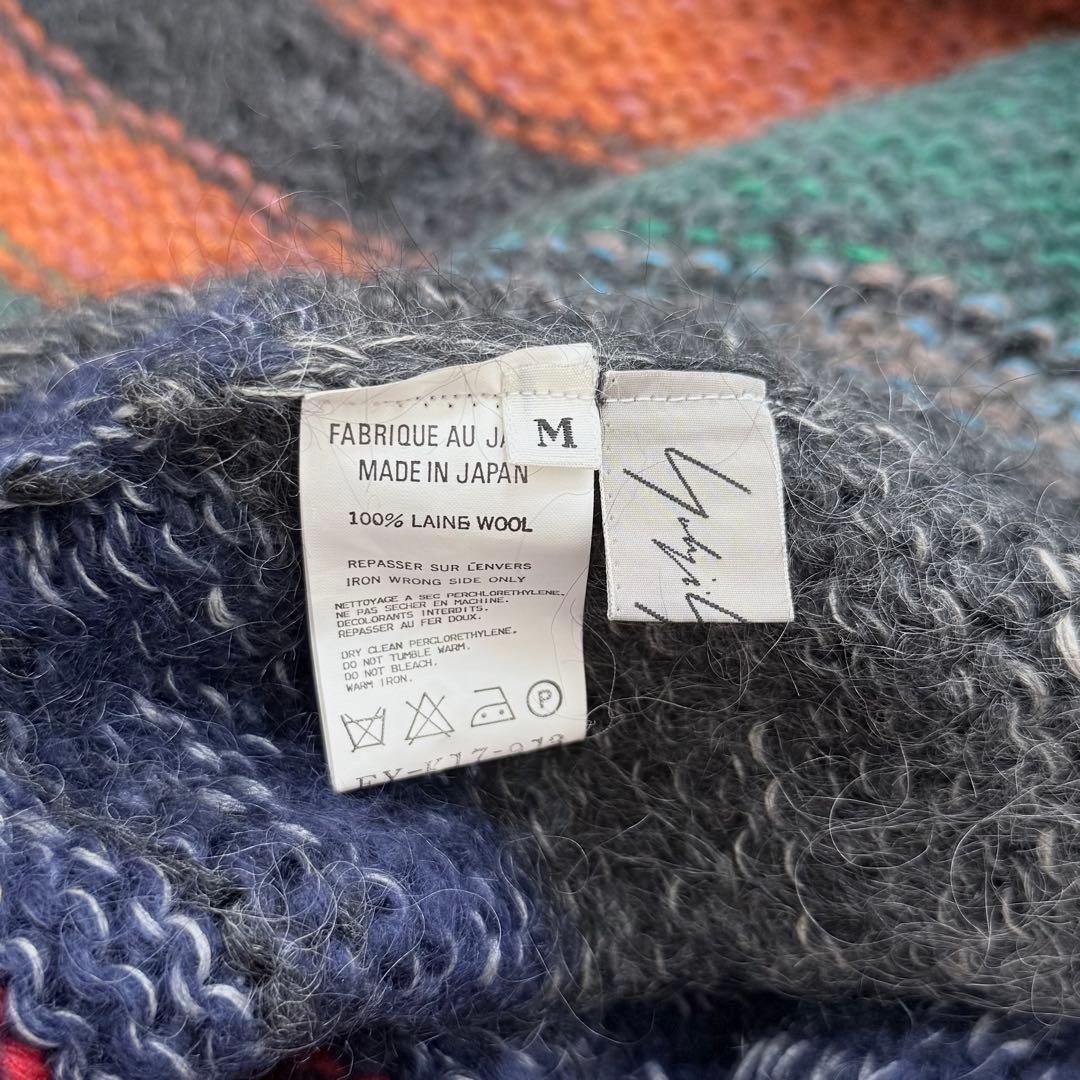 FABRIQUE AU JA
M
MADE IN JAPAN
100% LAINE WOOL
REPASSER SUR L'ENVERS
IRON WRONG SIDE ONLY
NETTOYAGE A SEC PERCHLORETHYLENE.
NE PAS SECHER EN MACHINE.
DECOLORANTS INTERDITS.
REPASSER AU FER DOUX.
DRY CLEAN PERGLORETHYLENE.
DO NOT TUMBLE WARM.
DO NOT BLEACH.
WARM IRON.
P